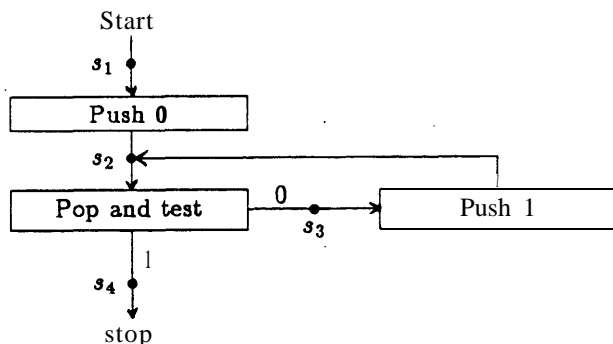 Start
s1
Push 0
s2
Pop and test
0
s3
Push 1
1
s4
stop